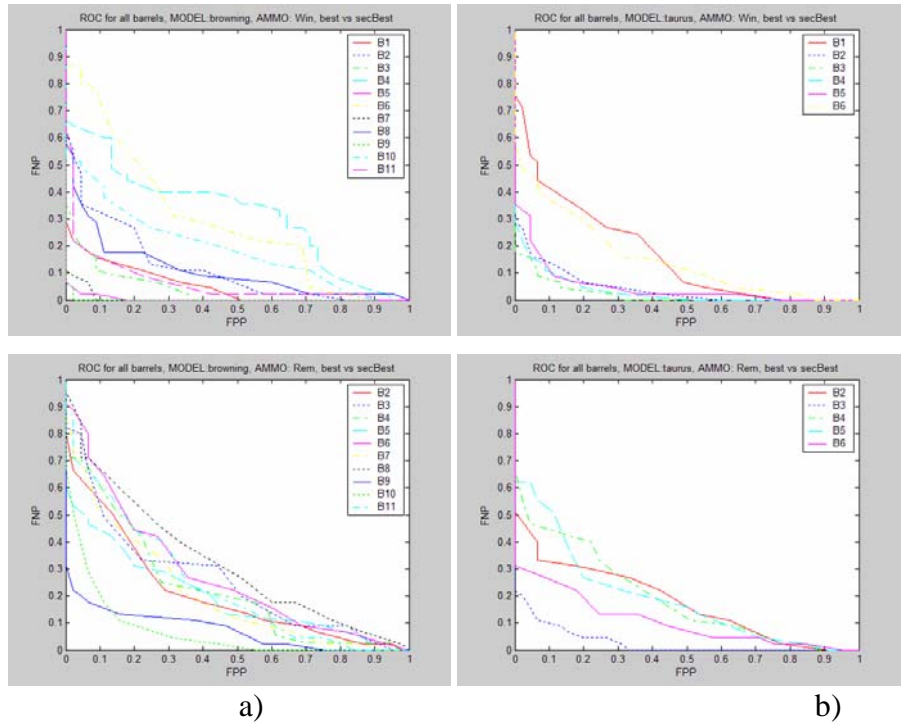 ROC for all barrels, MODEL:browning, AMMO: Win, best vs secBest
1
0.9
0.8
0.7
0.6
0.5
0.4
0.3
0.2
0.1
0
FNP
0 0.1 0.2 0.3 0.4 0.5 0.6 0.7 0.8 0.9 1
FPP
B1
B2
B3
B4
B5
B6
B7
B8
B9
B10
B11
ROC for all barrels, MODEL:taurus, AMMO: Win, best vs secBest
1
0.9
0.8
0.7
0.6
0.5
0.4
0.3
0.2
0.1
0
FNP
0 0.1 0.2 0.3 0.4 0.5 0.6 0.7 0.8 0.9 1
FPP
B1
B2
B3
B4
B5
B6
ROC for all barrels, MODEL:browning, AMMO: Rem, best vs secBest
1
0.9
0.8
0.7
0.6
0.5
0.4
0.3
0.2
0.1
0
FNP
0 0.1 0.2 0.3 0.4 0.5 0.6 0.7 0.8 0.9 1
FPP
B2
B3
B4
B5
B6
B7
B8
B9
B10
B11
ROC for all barrels, MODEL:taurus, AMMO: Rem, best vs secBest
1
0.9
0.8
0.7
0.6
0.5
0.4
0.3
0.2
0.1
0
FNP
0 0.1 0.2 0.3 0.4 0.5 0.6 0.7 0.8 0.9 1
FPP
B2
B3
B4
B5
B6
a) b)